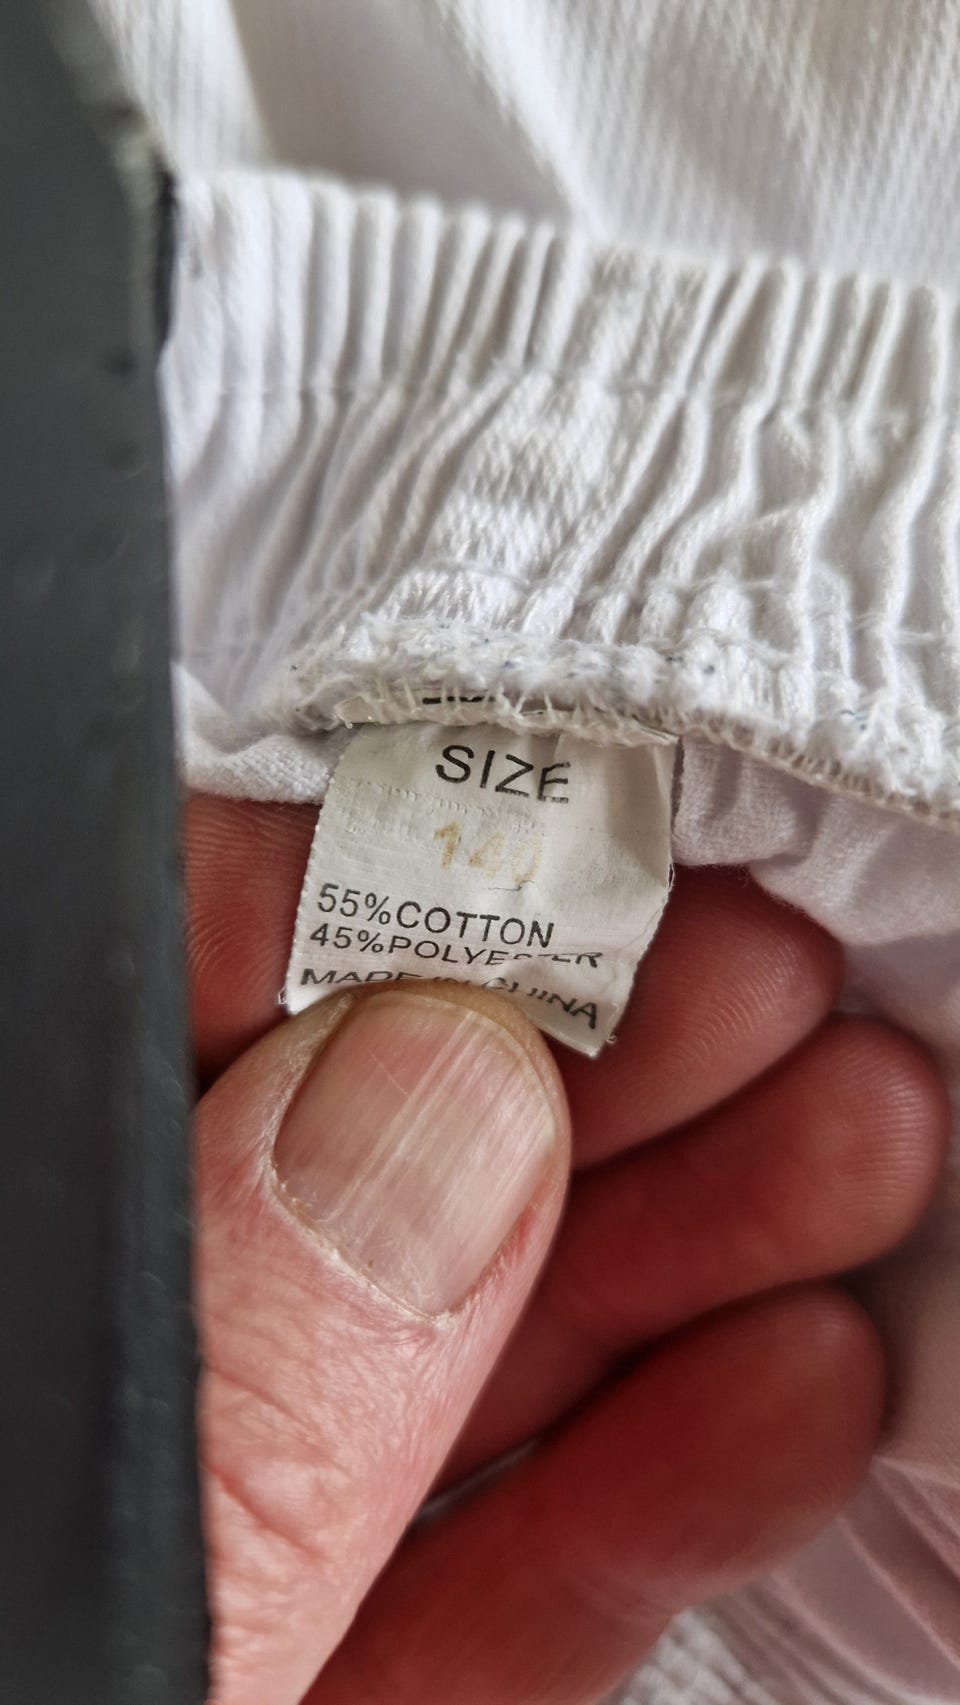 SIZE
140
55%COTTON
45%POLYESTER
MADE IN CHINA